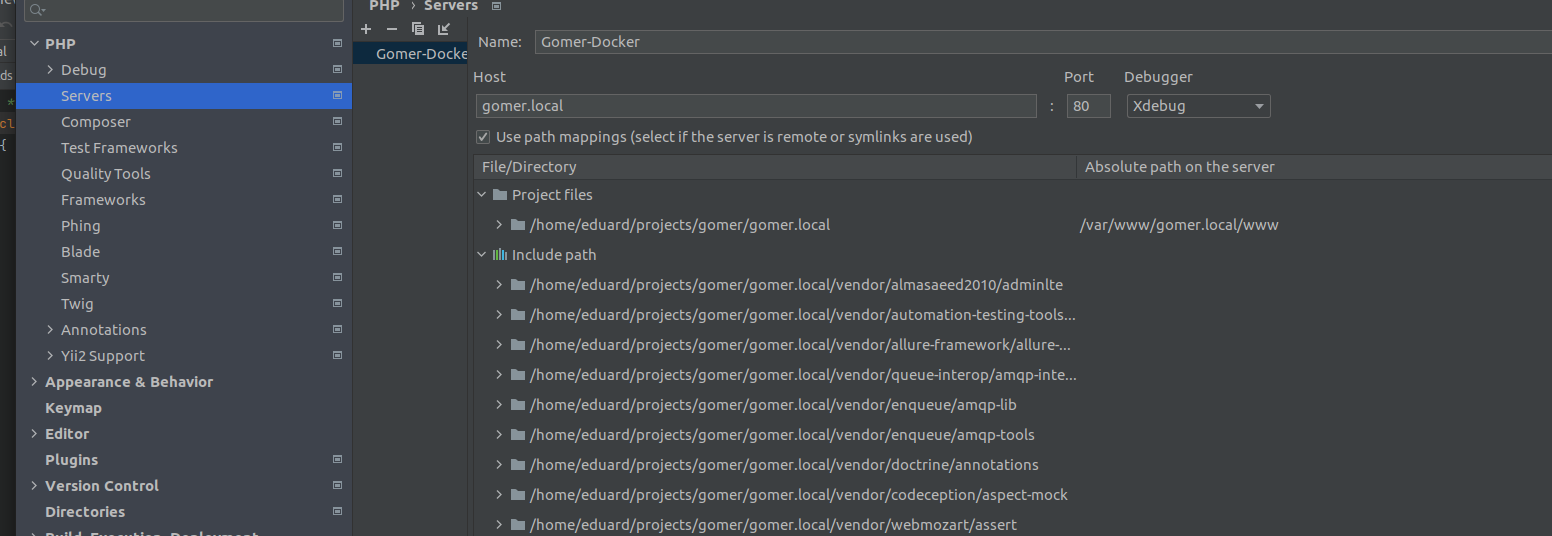 PHP › Servers
PHP
Debug
Servers
Composer
Test Frameworks
Quality Tools
Frameworks
Phing
Blade
Smarty
Twig
Annotations
Yii2 Support
Appearance & Behavior
Keymap
Editor
Plugins
Version Control
Directories
Build, Execution, Deployment
Gomer-Docke
Name: Gomer-Docker
Host Port Debugger
gomer.local : 80 Xdebug
Use path mappings (select if the server is remote or symlinks are used)
File/Directory Absolute path on the server
Project files
/home/eduard/projects/gomer/gomer.local /var/www/gomer.local/www
Include path
/home/eduard/projects/gomer/gomer.local/vendor/almasaeed2010/adminlte
/home/eduard/projects/gomer/gomer.local/vendor/automation-testing-tools...
/home/eduard/projects/gomer/gomer.local/vendor/allure-framework/allure-...
/home/eduard/projects/gomer/gomer.local/vendor/queue-interop/amqp-inte...
/home/eduard/projects/gomer/gomer.local/vendor/enqueue/amqp-lib
/home/eduard/projects/gomer/gomer.local/vendor/enqueue/amqp-tools
/home/eduard/projects/gomer/gomer.local/vendor/doctrine/annotations
/home/eduard/projects/gomer/gomer.local/vendor/codeception/aspect-mock
/home/eduard/projects/gomer/gomer.local/vendor/webmozart/assert